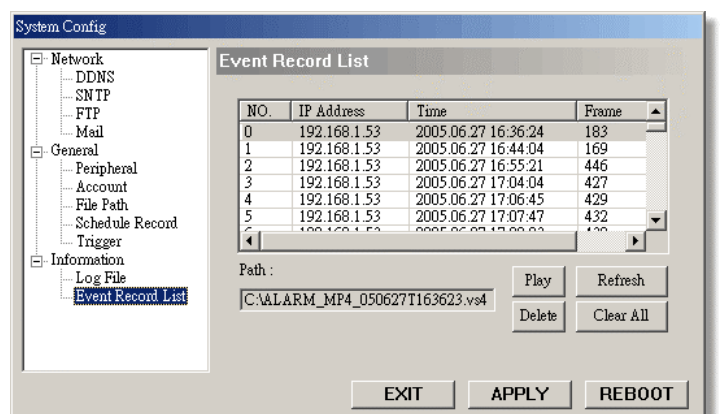 System Config
Network
DDNS
SNTP
FTP
Mail
General
Peripheral
Account
File Path
Schedule Record
Trigger
Information
Log File
Event Record List
Event Record List
NO. IP Address Time Frame
0 192.168.1.53 2005.06.27 16:36:24 183
1 192.168.1.53 2005.06.27 16:44:04 169
2 192.168.1.53 2005.06.27 16:55:21 446
3 192.168.1.53 2005.06.27 17:04:04 427
4 192.168.1.53 2005.06.27 17:06:45 429
5 192.168.1.53 2005.06.27 17:07:47 432
Path :
C:\ALARM_MP4_050627T163623.vs4
Play Refresh
Delete Clear All
EXIT APPLY REBOOT